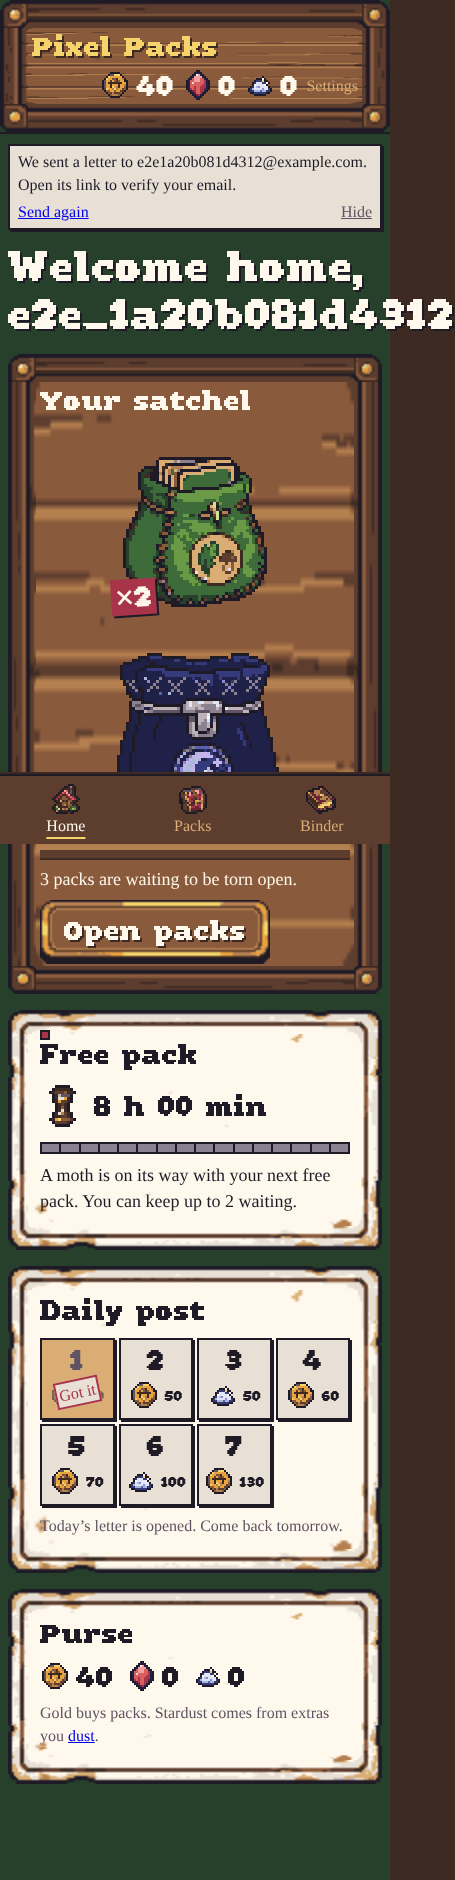 Pixel Packs
40 0 0 Settings
We sent a letter to e2e1a20b081d4312@example.com.
Open its link to verify your email.
Send again Hide
Welcome home,
e2e_1a20b081d4312
Your satchel
×2
Home Packs Binder
3 packs are waiting to be torn open.
Open packs
Free pack
8 h 00 min
A moth is on its way with your next free
pack. You can keep up to 2 waiting.
Daily post
1 2 3 4
Got it 50 50 60
5 6 7
70 100 130
Today's letter is opened. Come back tomorrow.
Purse
40 0 0
Gold buys packs. Stardust comes from extras
you dust.